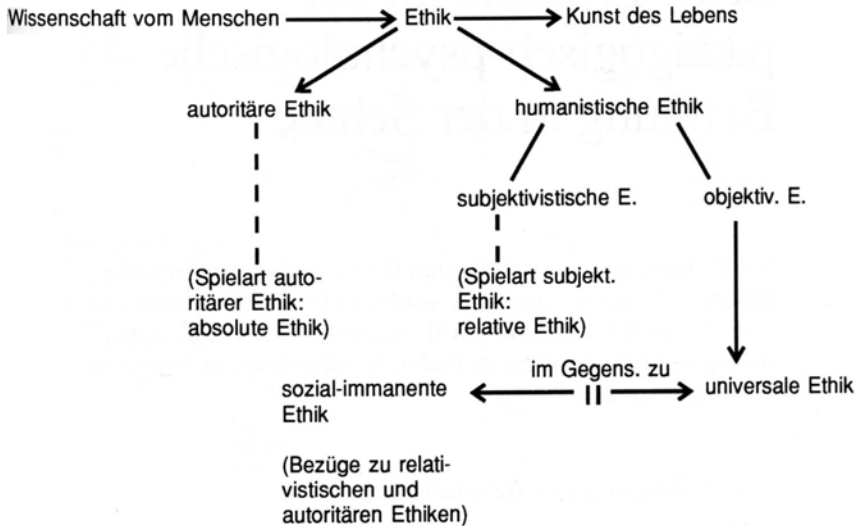 Wissenschaft vom Menschen Ethik Kunst des Lebens
autoritäre Ethik humanistische Ethik
subjektivistische E. objektiv. E.
(Spielart auto-
ritärer Ethik:
absolute Ethik)
(Spielart subjekt.
Ethik:
relative Ethik)
im Gegens. zu
sozial-immanente
Ethik
universale Ethik
(Bezüge zu relati-
vistischen und
autoritären Ethiken)